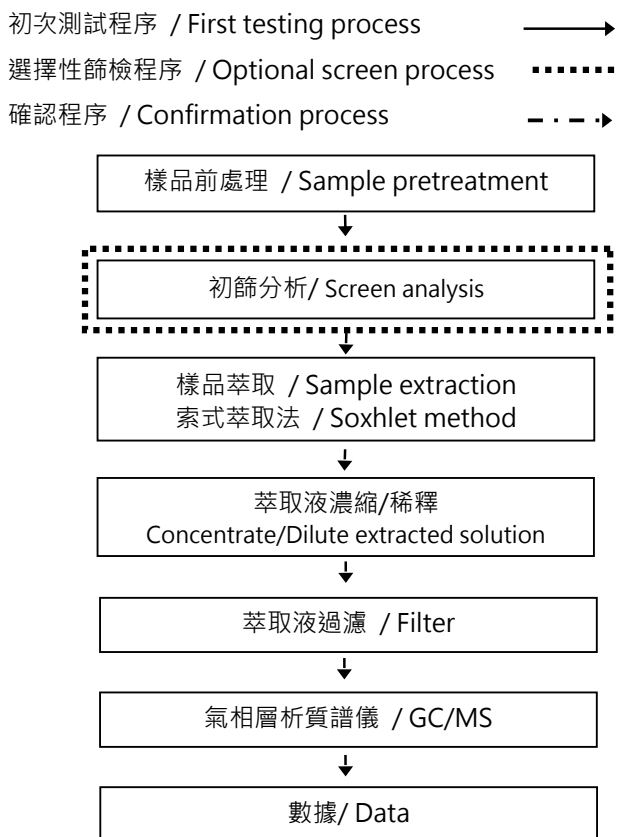 初次測試程序 / First testing process
選擇性篩檢程序 / Optional screen process
確認程序 / Confirmation process
樣品前處理 / Sample pretreatment
初篩分析/ Screen analysis
樣品萃取 / Sample extraction
索式萃取法 / Soxhlet method
萃取液濃縮/稀釋
Concentrate/Dilute extracted solution
萃取液過濾 / Filter
氣相層析質譜儀 / GC/MS
數據/ Data